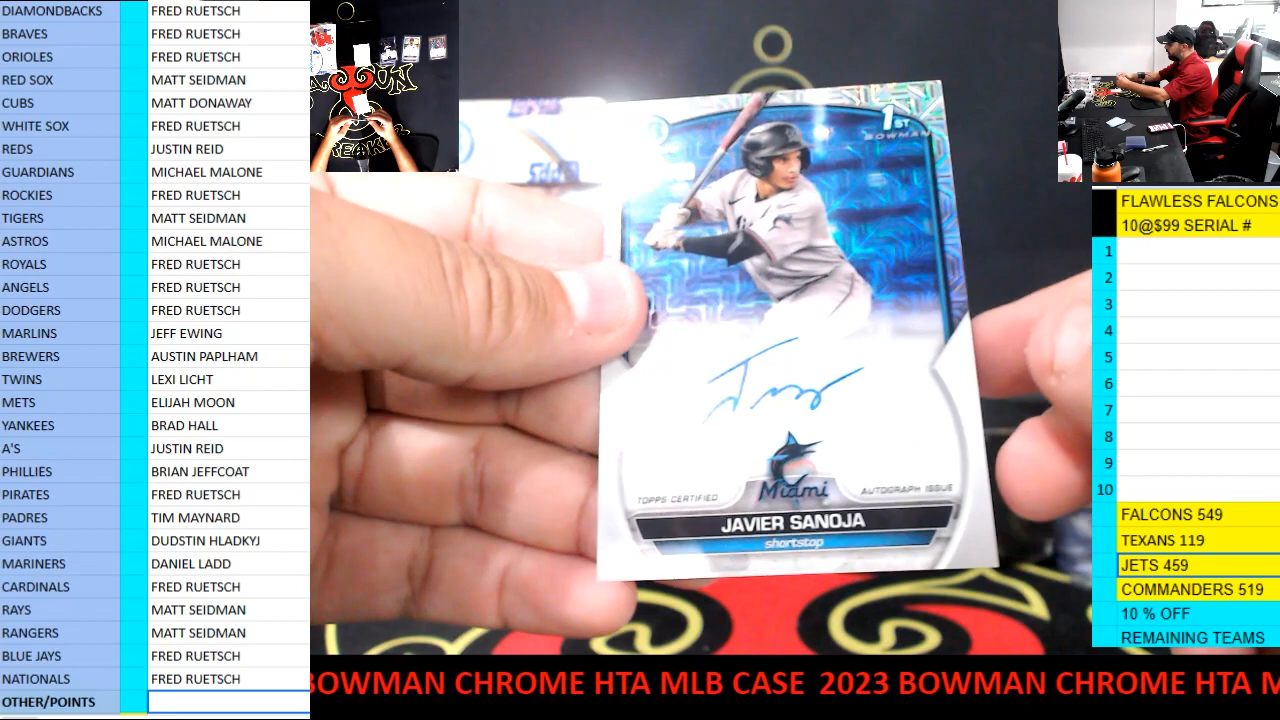 DIAMONDBACKS FRED RUETSCH
BRAVES FRED RUETSCH
ORIOLES FRED RUETSCH
RED SOX MATT SEIDMAN
CUBS MATT DONAWAY
WHITE SOX FRED RUETSCH
REDS JUSTIN REID
GUARDIANS MICHAEL MALONE
ROCKIES FRED RUETSCH
TIGERS MATT SEIDMAN
ASTROS MICHAEL MALONE
ROYALS FRED RUETSCH
ANGELS FRED RUETSCH
DODGERS FRED RUETSCH
MARLINS JEFF EWING
BREWERS AUSTIN PAPLHAM
TWINS LEXI LICHT
METS ELIJAH MOON
YANKEES BRAD HALL
A'S JUSTIN REID
PHILLIES BRIAN JEFFCOAT
PIRATES FRED RUETSCH
PADRES TIM MAYNARD
GIANTS DUDSTIN HLADKYJ
MARINERS DANIEL LADD
CARDINALS FRED RUETSCH
RAYS MATT SEIDMAN
RANGERS MATT SEIDMAN
BLUE JAYS FRED RUETSCH
NATIONALS FRED RUETSCH
OTHER/POINTS
1ST
BOWMAN
TOPPS CERTIFIED
Miami
AUTOGRAPH ISSUE
JAVIER SANOJA
shortstop
FLAWLESS FALCONS
10@$99 SERIAL #
1
2
3
4
5
6
7
8
9
10
FALCONS 549
TEXANS 119
JETS 459
COMMANDERS 519
10 % OFF
REMAINING TEAMS
BOWMAN CHROME HTA MLB CASE 2023 BOWMAN CHROME HTA M